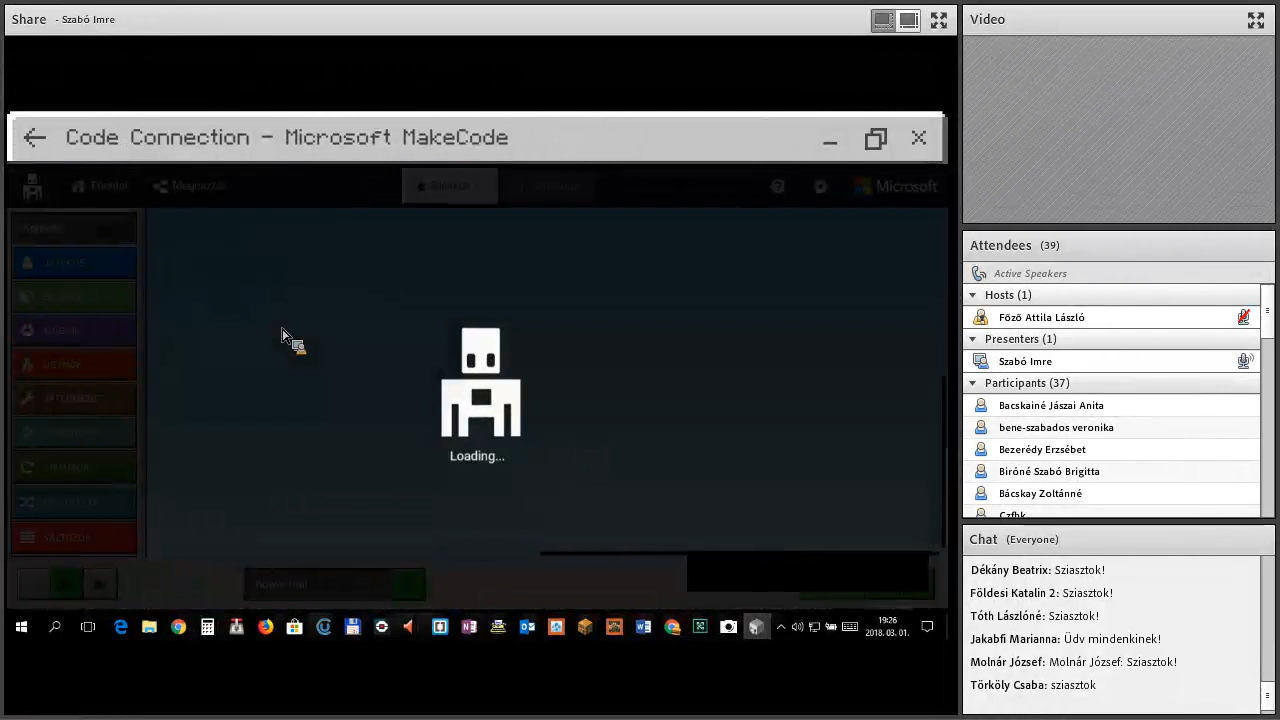 Share - Szabó Imre
Code Connection - Microsoft MakeCode
Főoldal Megosztás Microsoft
Loading...
19:26
2018. 03. 01.
Video
Attendees (39)
Active Speakers
Hosts (1)
Főző Attila László
Presenters (1)
Szabó Imre
Participants (37)
Bacskainé Jászai Anita
bene-szabados veronika
Bezerédy Erzsébet
Biróné Szabó Brigitta
Bácskay Zoltánné
Chat (Everyone)
Dékány Beatrix: Sziasztok!
Földesi Katalin 2: Sziasztok!
Tóth Lászlóné: Sziasztok!
Jakabfi Marianna: Üdv mindenkinek!
Molnár József: Molnár József: Sziasztok!
Törköly Csaba: sziasztok